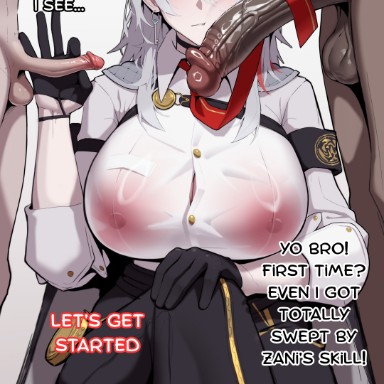 I SEE...
YO BRO!
FIRST TIME?
EVEN I GOT
TOTALLY
SWEPT BY
ZANI'S SKILL!
LET'S GET
STARTED